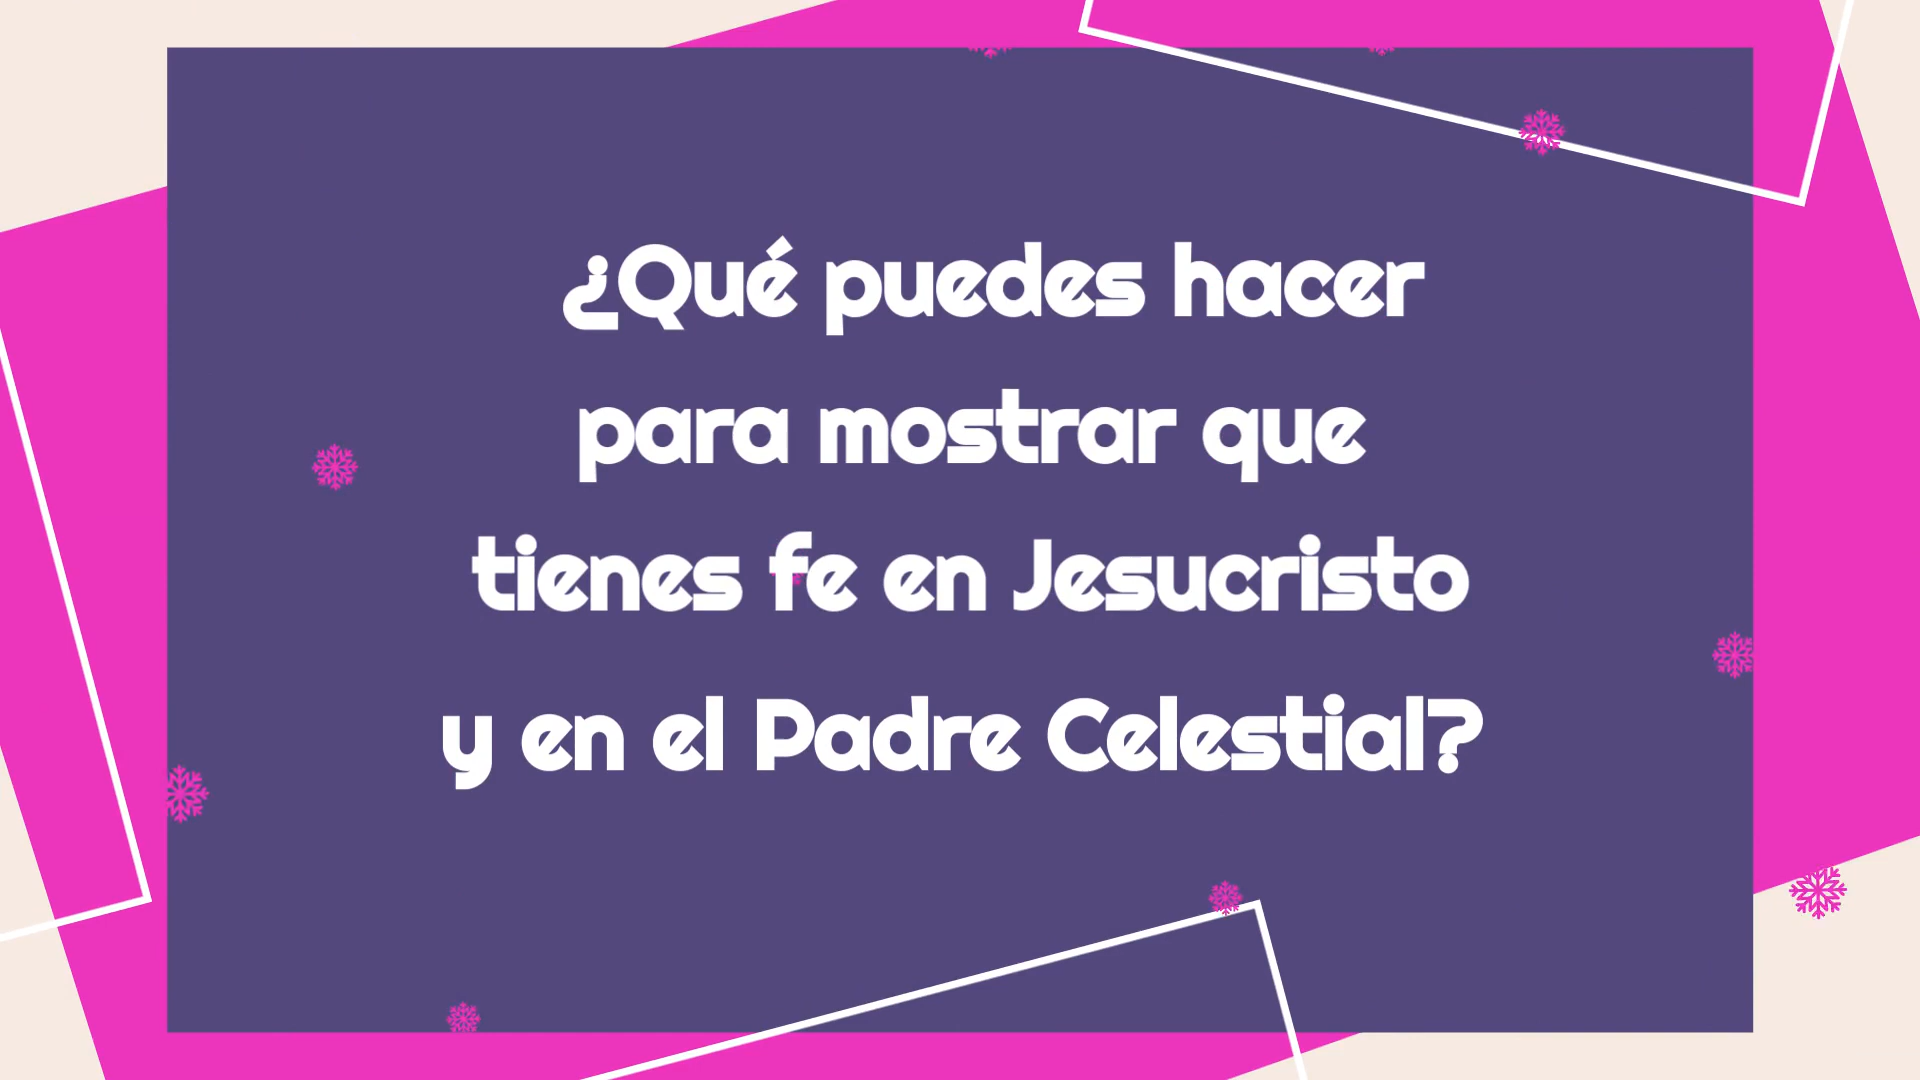 ¿Qué puedes hacer
para mostrar que
tienes fe en Jesucristo
y en el Padre Celestial?